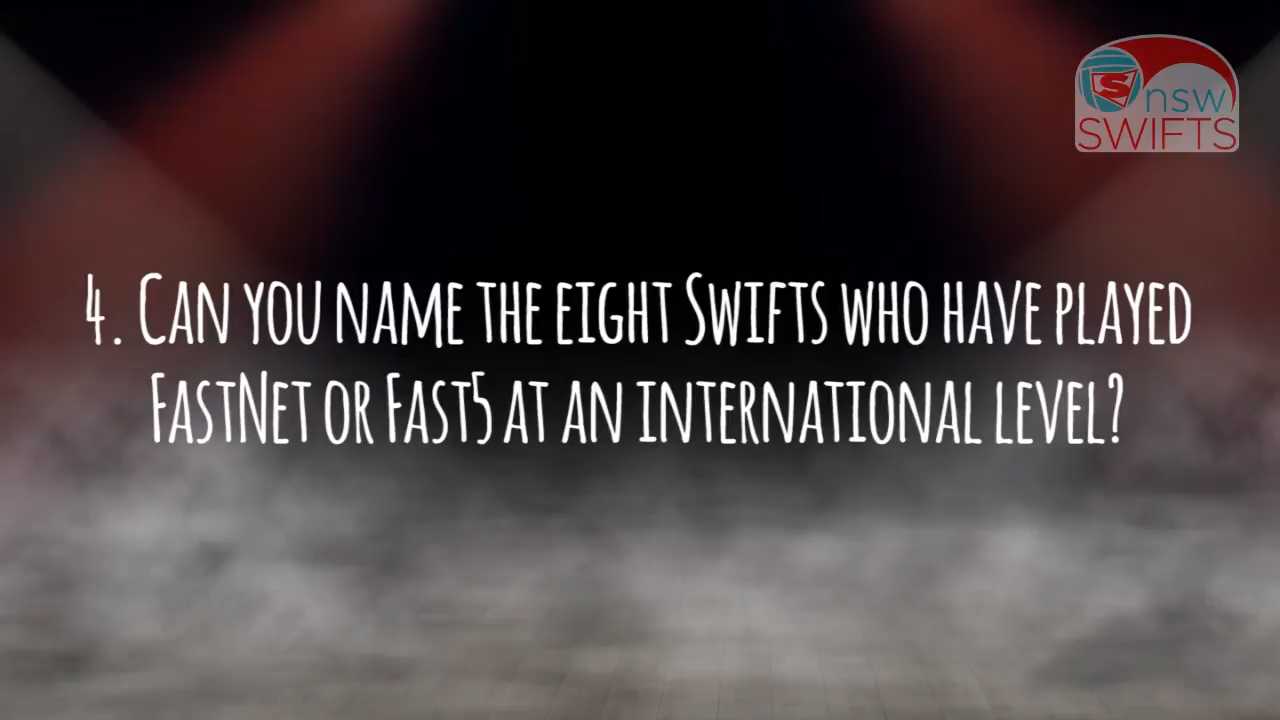 nsw
SWIFTS
4. Can you name the eight Swifts who have played
FastNet or Fast5 at an international level?